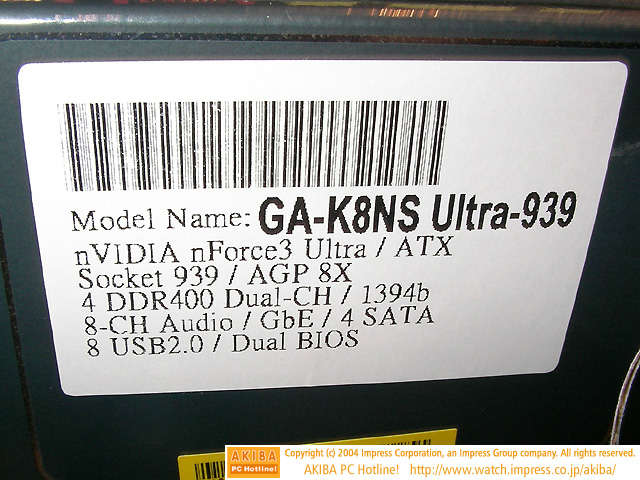 Model Name: GA-K8NS Ultra-939
nVIDIA nForce3 Ultra / ATX
Socket 939 / AGP 8X
4 DDR400 Dual-CH / 1394b
8-CH Audio / GbE / 4 SATA
8 USB2.0 / Dual BIOS
AKIBA
PC Hotline!
Copyright (c) 2004 Impress Corporation, an Impress Group company. All rights reserved.
AKIBA PC Hotline! http://www.watch.impress.co.jp/akiba/